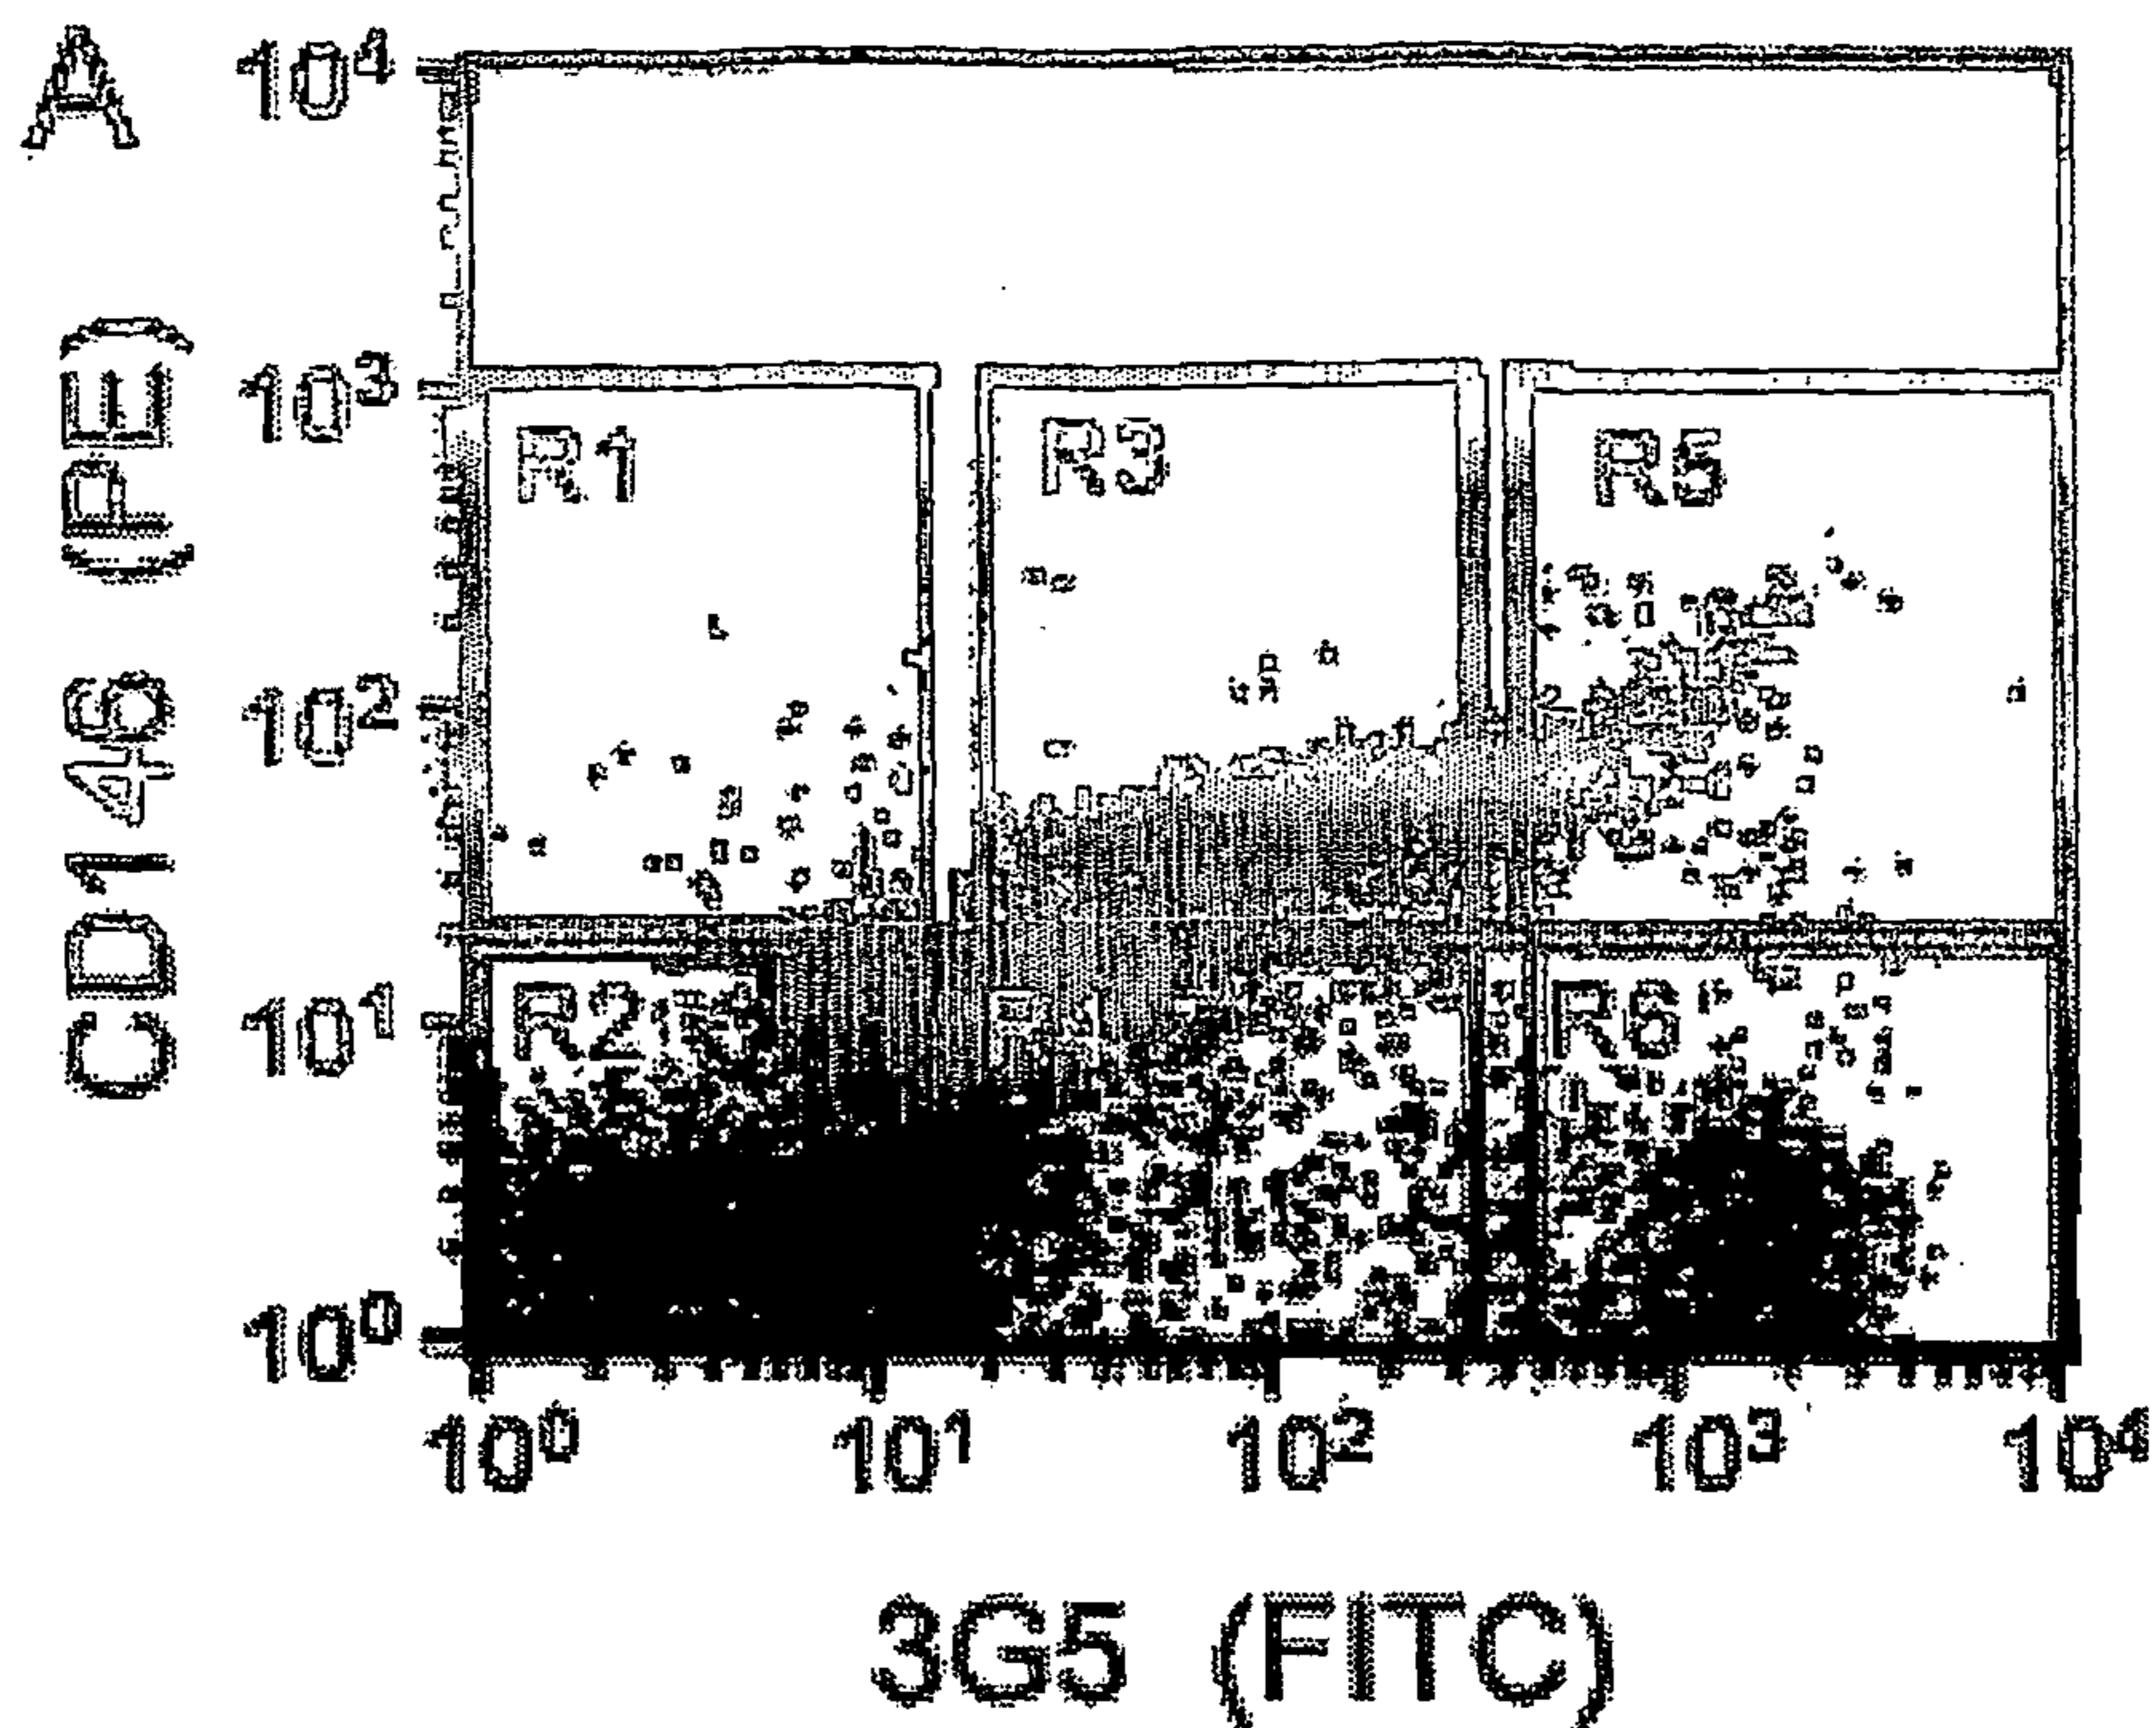 A
10⁴
CD146 (PE)
10³
10²
10¹
10⁰
R1
R3
R5
R2
R6
10⁰ 10¹ 10² 10³ 10⁴
3G5 (FITC)